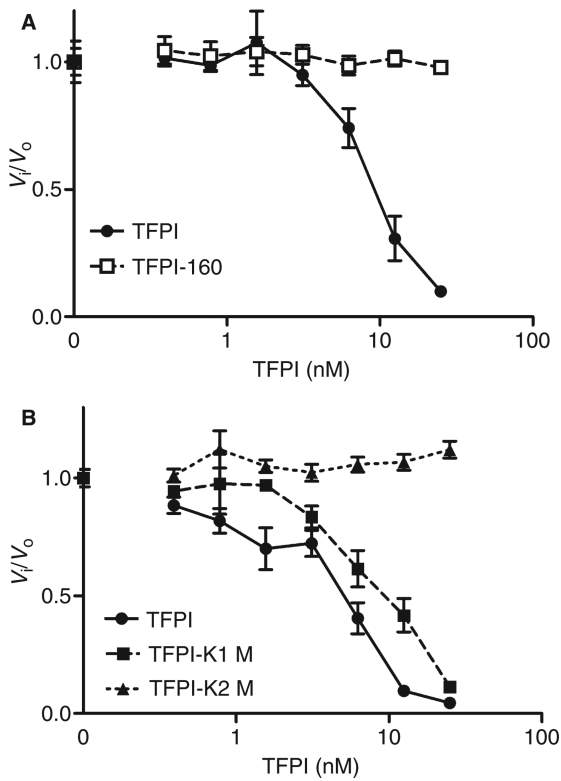 A
1.0
Vi/Vo
0.5
TFPI
TFPI-160
0.0
0 1 10 100
TFPI (nM)
B
1.0
Vi/Vo
0.5
TFPI
TFPI-K1 M
TFPI-K2 M
0.0
0 1 10 100
TFPI (nM)